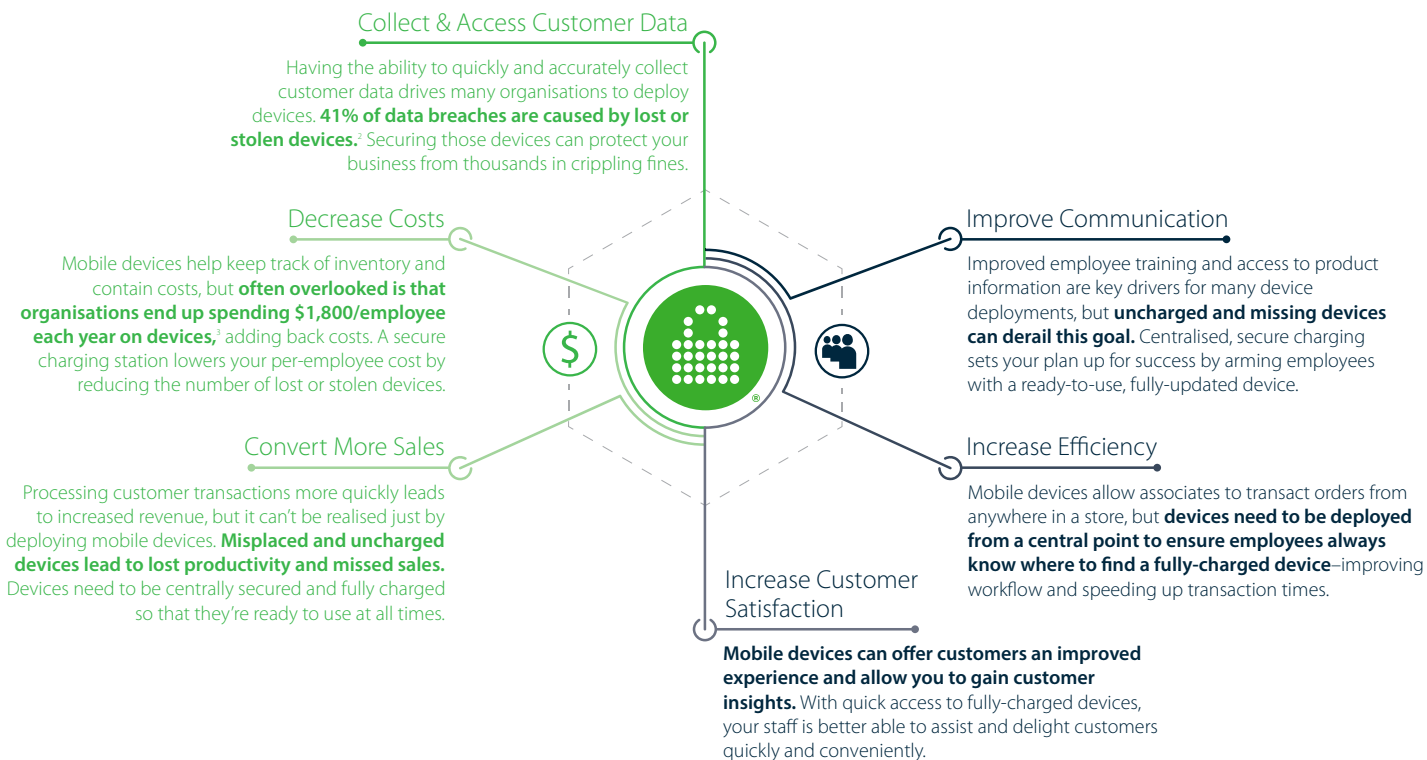 Collect & Access Customer Data
Having the ability to quickly and accurately collect
customer data drives many organisations to deploy
devices. 41% of data breaches are caused by lost or
stolen devices.² Securing those devices can protect your
business from thousands in crippling fines.
Decrease Costs
Mobile devices help keep track of inventory and
contain costs, but often overlooked is that
organisations end up spending $1,800/employee
each year on devices,³ adding back costs. A secure
charging station lowers your per-employee cost by
reducing the number of lost or stolen devices.
Convert More Sales
Processing customer transactions more quickly leads
to increased revenue, but it can't be realised just by
deploying mobile devices. Misplaced and uncharged
devices lead to lost productivity and missed sales.
Devices need to be centrally secured and fully charged
so that they're ready to use at all times.
$
®
Improve Communication
Improved employee training and access to product
information are key drivers for many device
deployments, but uncharged and missing devices
can derail this goal. Centralised, secure charging
sets your plan up for success by arming employees
with a ready-to-use, fully-updated device.
Increase Efficiency
Mobile devices allow associates to transact orders from
anywhere in a store, but devices need to be deployed
from a central point to ensure employees always
know where to find a fully-charged device–improving
workflow and speeding up transaction times.
Increase Customer
Satisfaction
Mobile devices can offer customers an improved
experience and allow you to gain customer
insights. With quick access to fully-charged devices,
your staff is better able to assist and delight customers
quickly and conveniently.